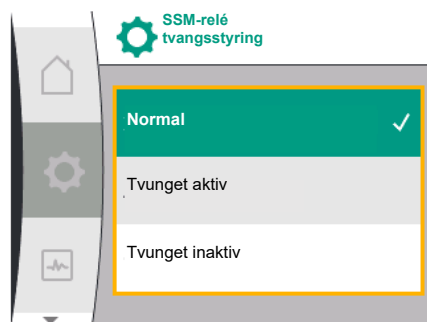 SSM-relé
tvangsstyring
Normal
Tvunget aktiv
Tvunget inaktiv